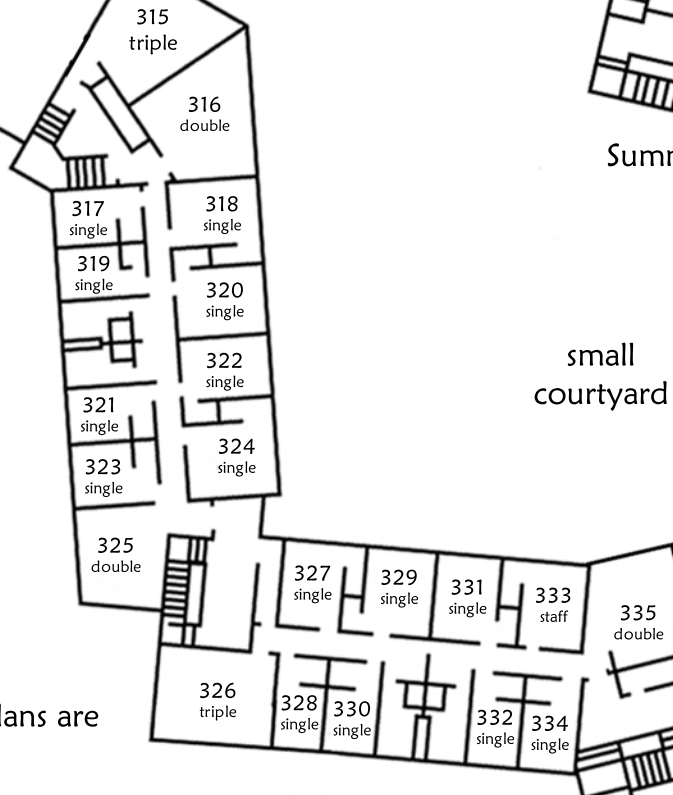 315
triple
316
double
Sumr
317
single
318
single
319
single
320
single
small
courtyard
322
single
321
single
324
single
323
single
325
double
327
single
329
single
331
single
333
staff
335
double
326
triple
328
single
330
single
332
single
334
single
lans are